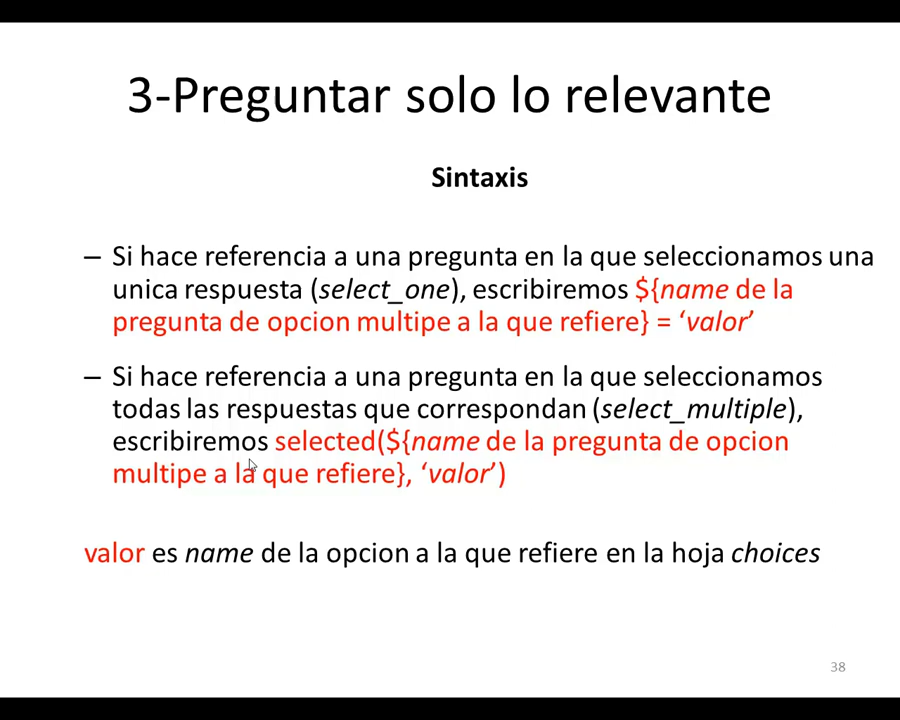 3-Preguntar solo lo relevante
Sintaxis
– Si hace referencia a una pregunta en la que seleccionamos una
unica respuesta (select_one), escribiremos ${name de la
pregunta de opcion multipe a la que refiere} = ‘valor’
– Si hace referencia a una pregunta en la que seleccionamos
todas las respuestas que correspondan (select_multiple),
escribiremos selected(${name de la pregunta de opcion
multipe a la que refiere}, ‘valor’)
valor es name de la opcion a la que refiere en la hoja choices
38